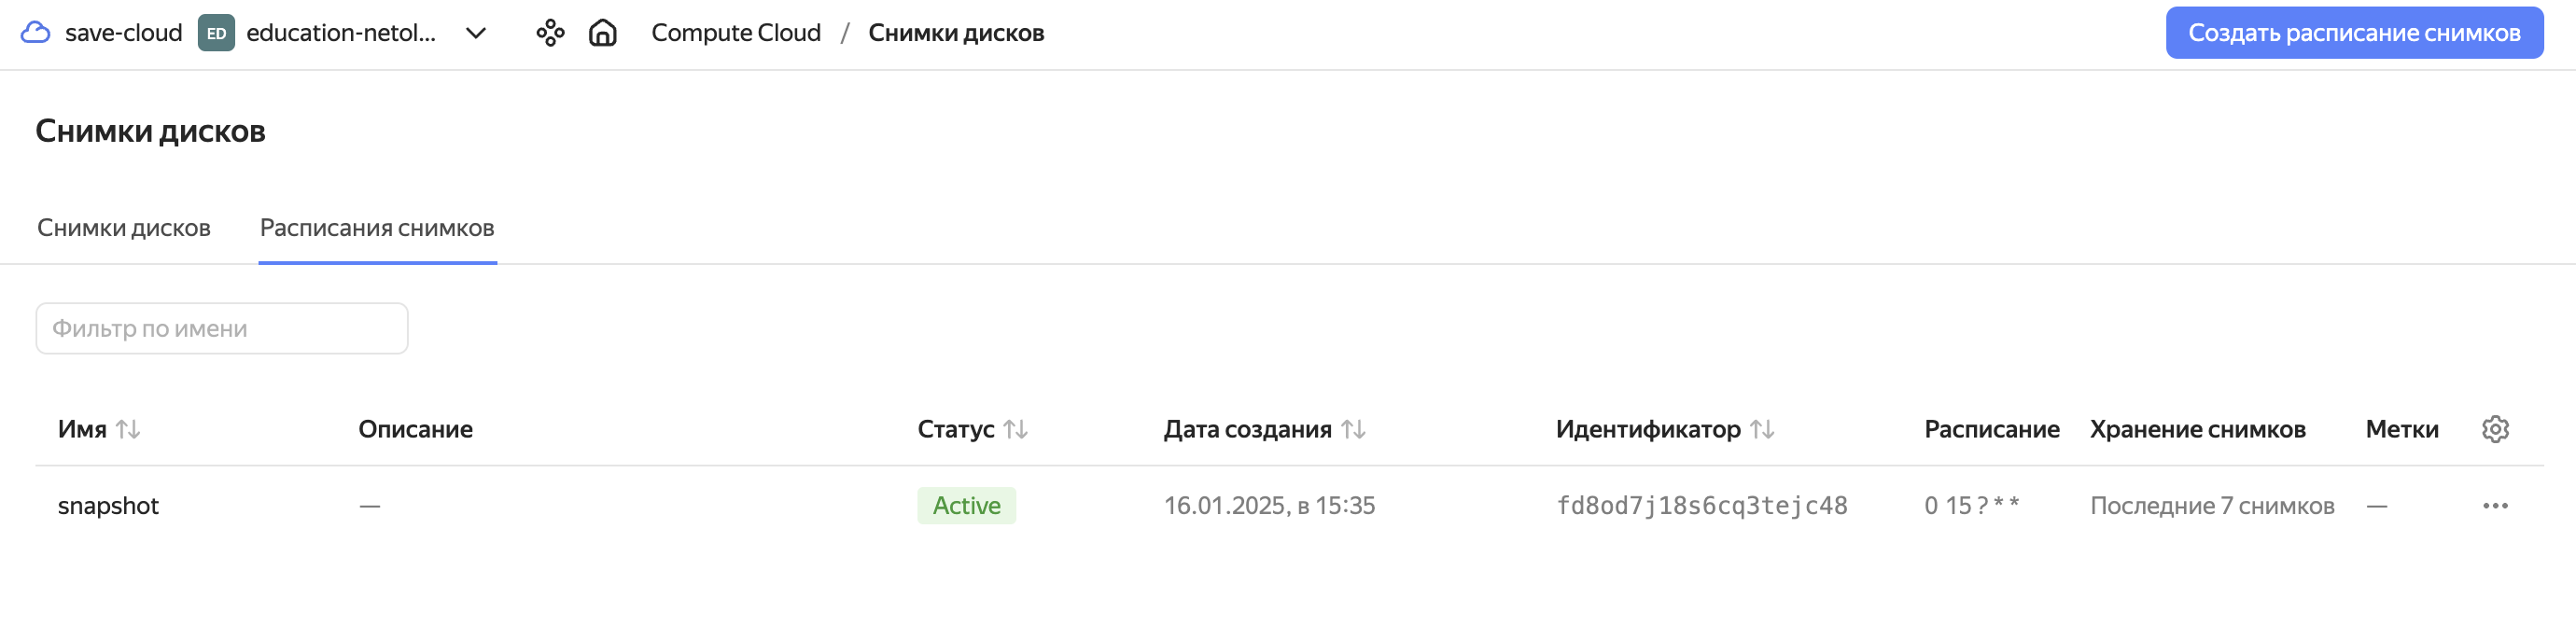 save-cloud ED education-netol... Compute Cloud / Снимки дисков Создать расписание снимков
Снимки дисков
Снимки дисков Расписания снимков
Фильтр по имени
Имя Описание Статус Дата создания Идентификатор Расписание Хранение снимков Метки
snapshot — Active 16.01.2025, в 15:35 fd8od7j18s6cq3tejc48 0 15 ? * * Последние 7 снимков —